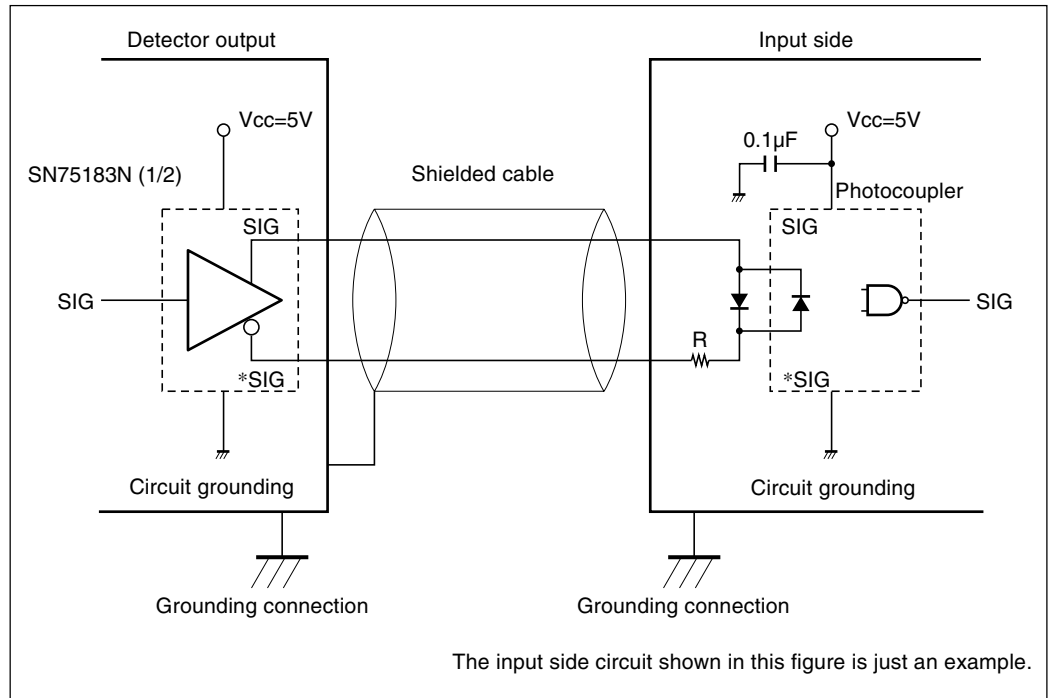 Detector output
Input side
Vcc=5V
Vcc=5V
0.1µF
SN75183N (1/2)
Shielded cable
Photocoupler
SIG
SIG
SIG
SIG
R
*SIG
*SIG
Circuit grounding
Circuit grounding
Grounding connection
Grounding connection
The input side circuit shown in this figure is just an example.